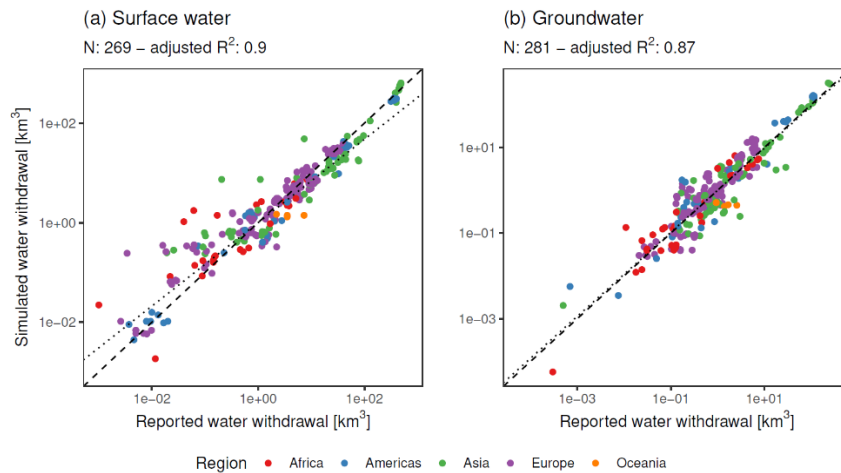 (a) Surface water
N: 269 − adjusted R²: 0.9
Simulated water withdrawal [km³]
1e+02
1e+00
1e−02
1e−02
1e+00
1e+02
Reported water withdrawal [km³]
(b) Groundwater
N: 281 − adjusted R²: 0.87
1e+01
1e−01
1e−03
1e−03
1e−01
1e+01
Reported water withdrawal [km³]
Region
Africa
Americas
Asia
Europe
Oceania